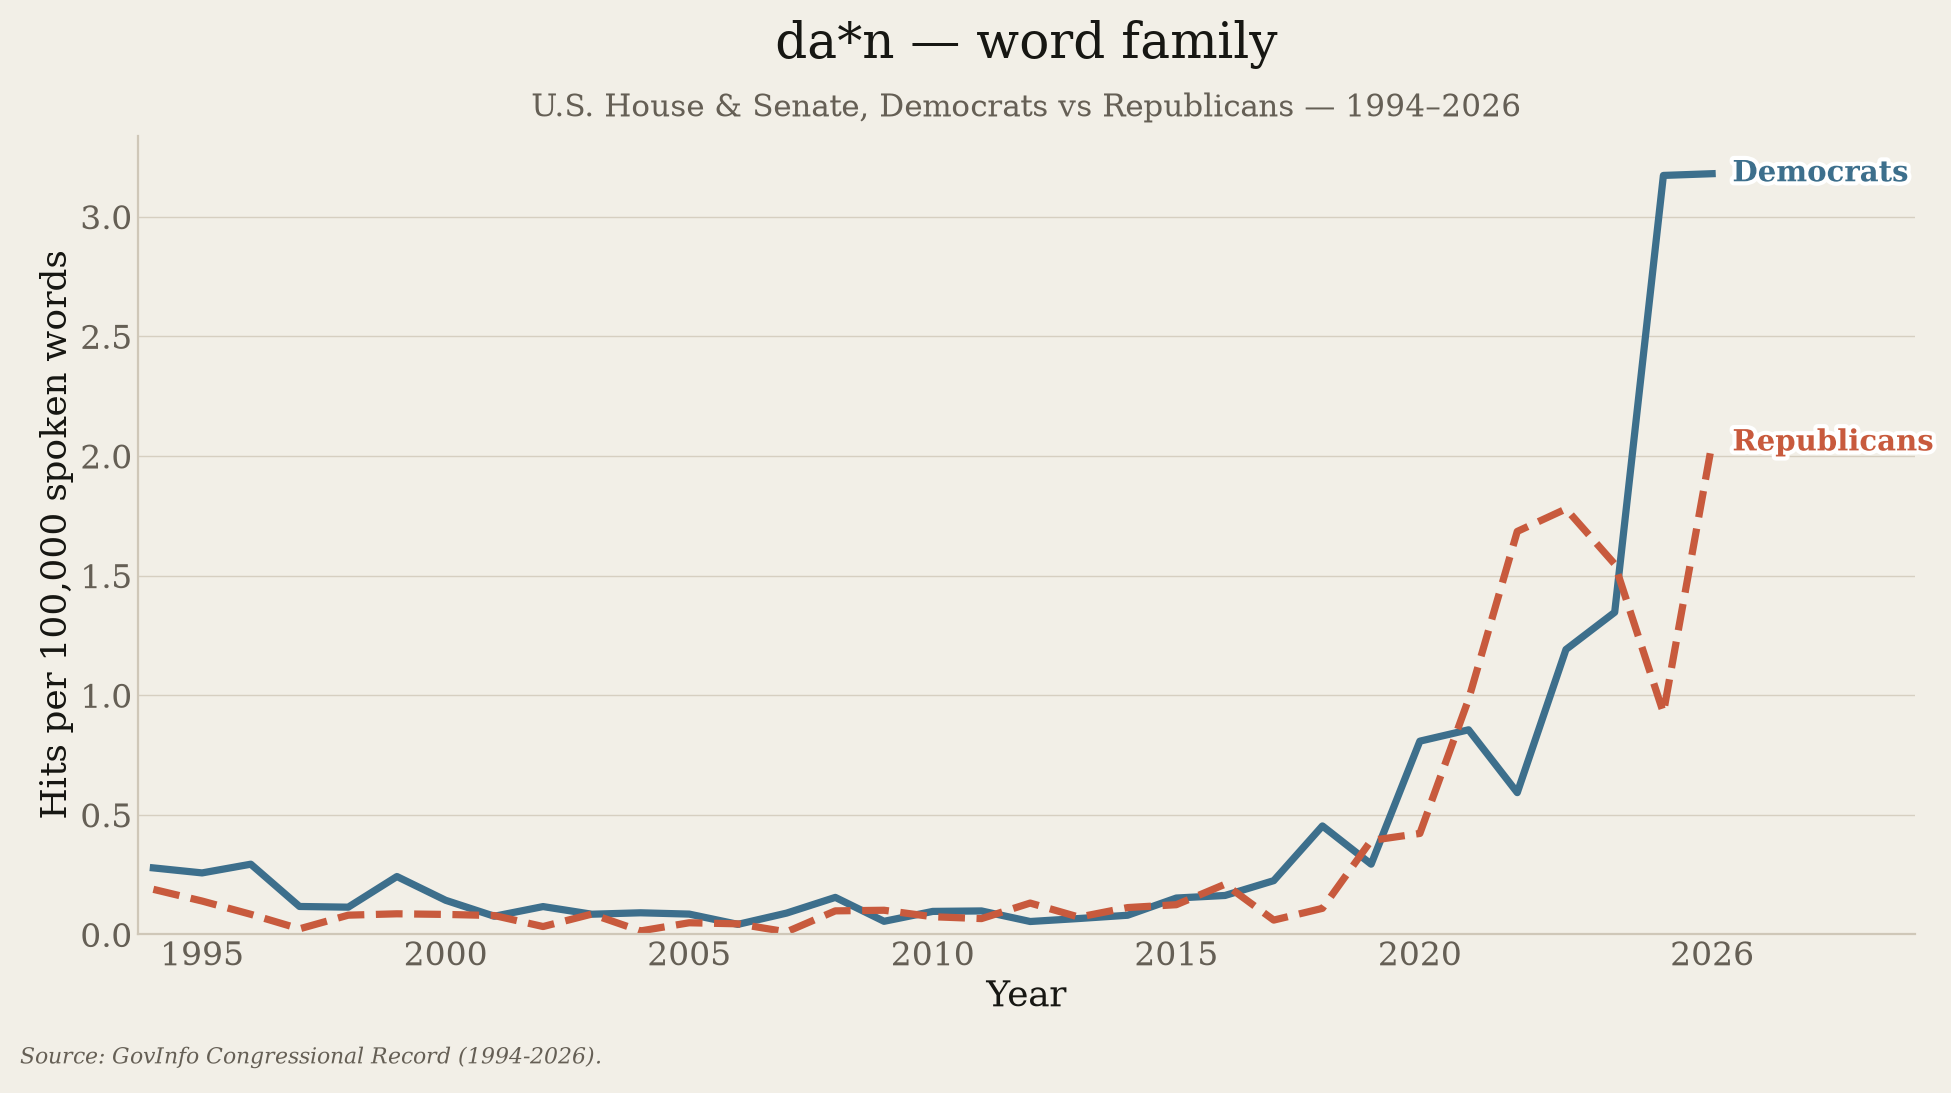 da*n — word family
U.S. House & Senate, Democrats vs Republicans — 1994–2026
Hits per 100,000 spoken words
3.0
2.5
2.0
1.5
1.0
0.5
0.0
Democrats
Republicans
1995 2000 2005 2010 2015 2020 2026
Year
Source: GovInfo Congressional Record (1994-2026).